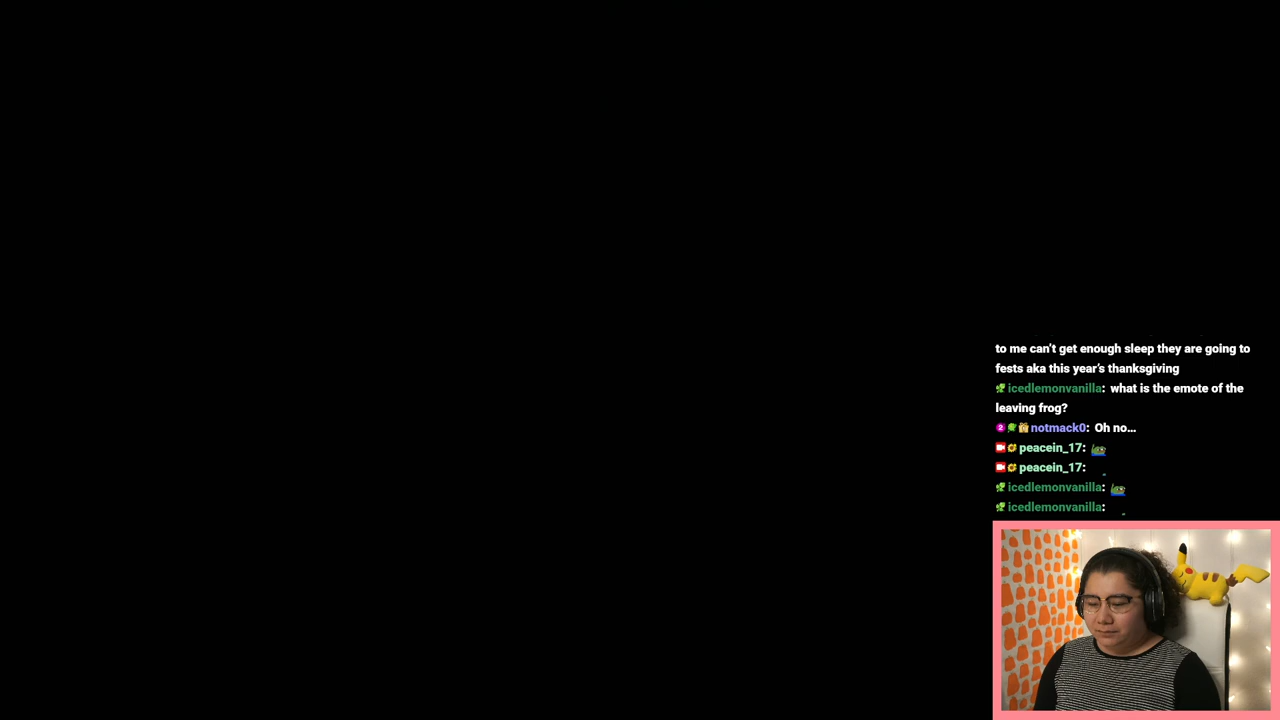 to me can't get enough sleep they are going to
fests aka this year's thanksgiving
icedlemonvanilla: what is the emote of the
leaving frog?
2 notmack0: Oh no...
peacein_17:
peacein_17:
icedlemonvanilla:
icedlemonvanilla: